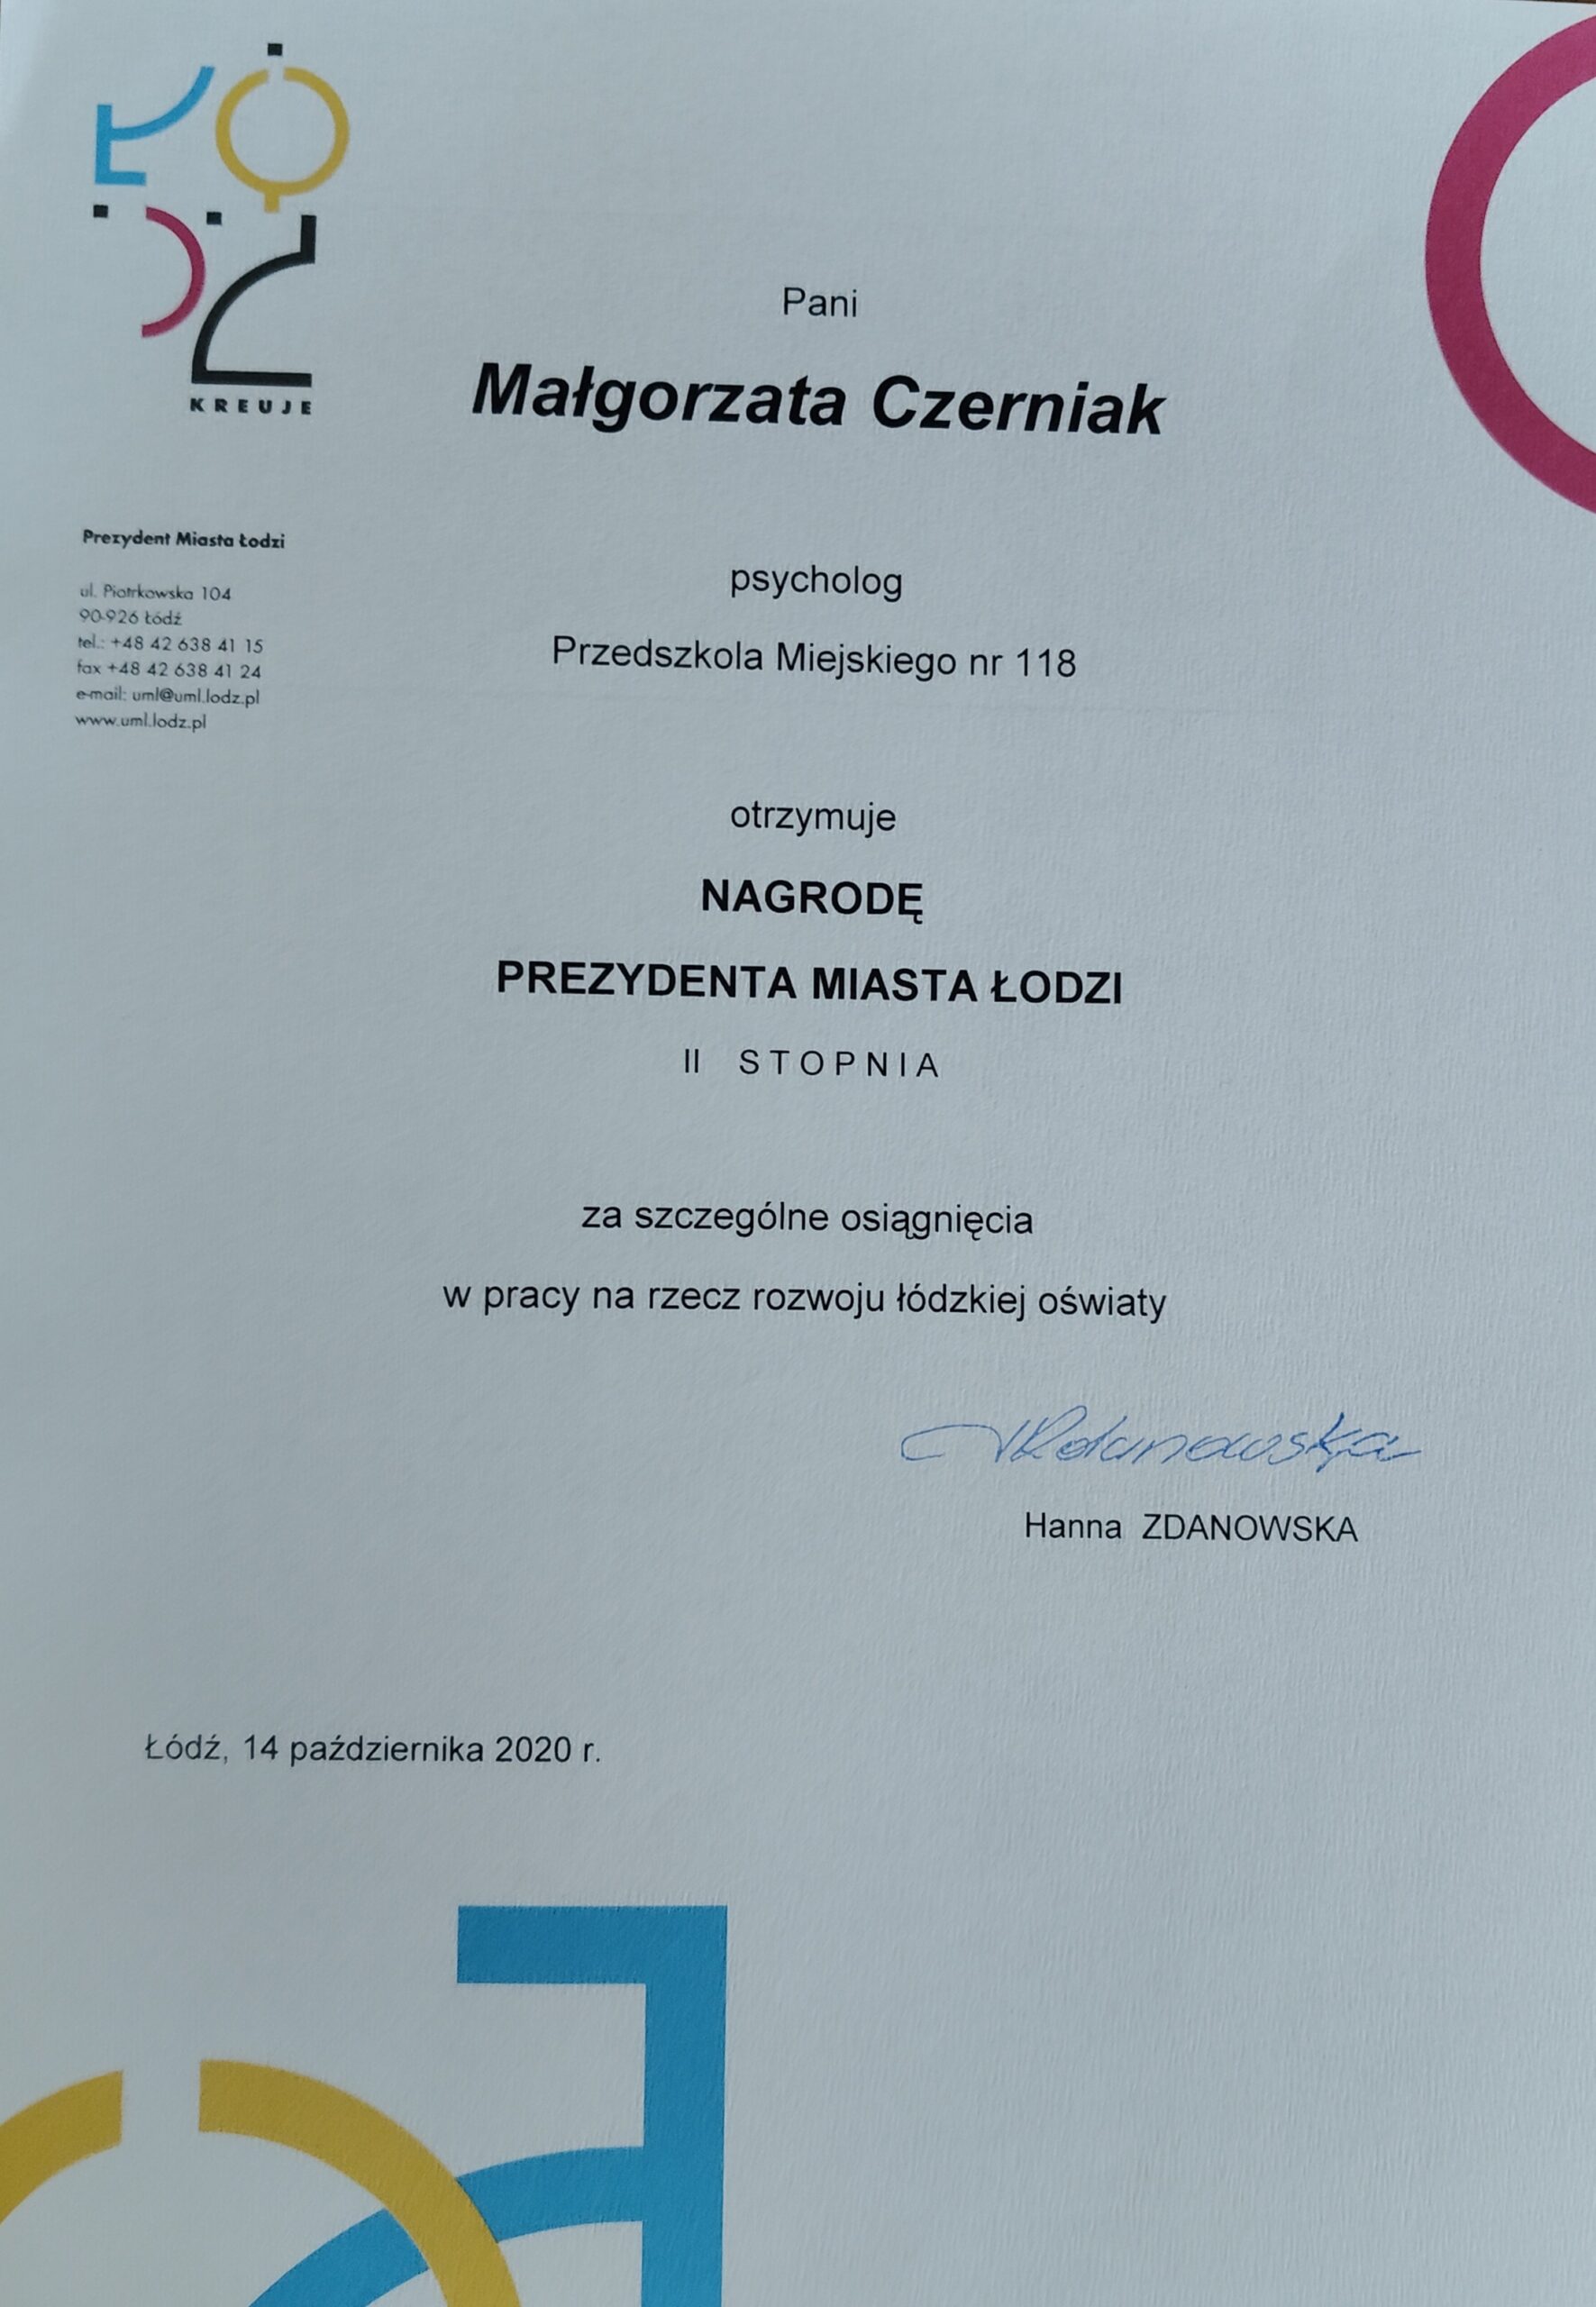 ŁÓDŹ
KREUJE
Pani
Małgorzata Czerniak
Prezydent Miasta Łodzi
ul. Piotrkowska 104
90-926 Łódź
tel.: +48 42 638 41 15
fax +48 42 638 41 24
e-mail: uml@uml.lodz.pl
www.uml.lodz.pl
psycholog
Przedszkola Miejskiego nr 118
otrzymuje
NAGRODĘ
PREZYDENTA MIASTA ŁODZI
II STOPNIA
za szczególne osiągnięcia
w pracy na rzecz rozwoju łódzkiej oświaty
HZdanowska
Hanna ZDANOWSKA
Łódź, 14 października 2020 r.